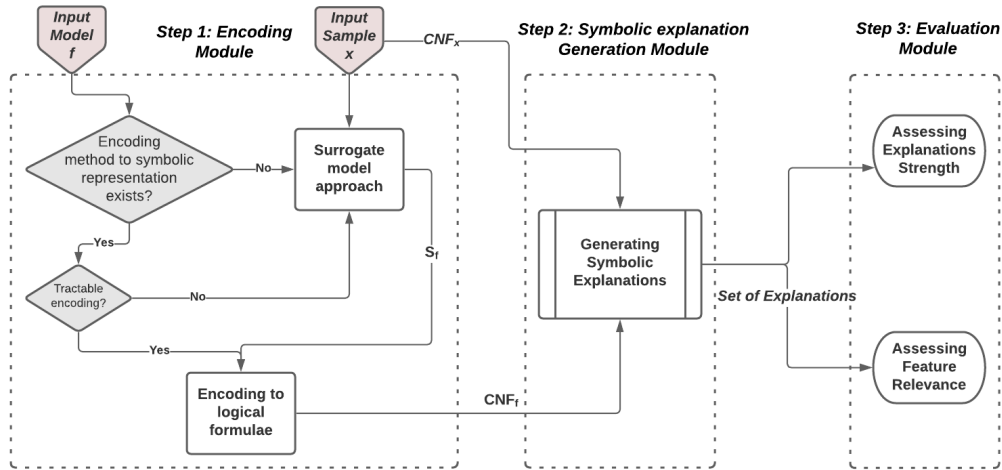 Input
Model
f
Step 1: Encoding
Module
Input
Sample
x
CNFx
Step 2: Symbolic explanation
Generation Module
Step 3: Evaluation
Module
Encoding
method to symbolic
representation
exists?
No
Surrogate
model
approach
Assessing
Explanations
Strength
Yes
Sf
Generating
Symbolic
Explanations
Tractable
encoding?
No
Set of Explanations
Yes
Assessing
Feature
Relevance
Encoding to
logical
formulae
CNFf